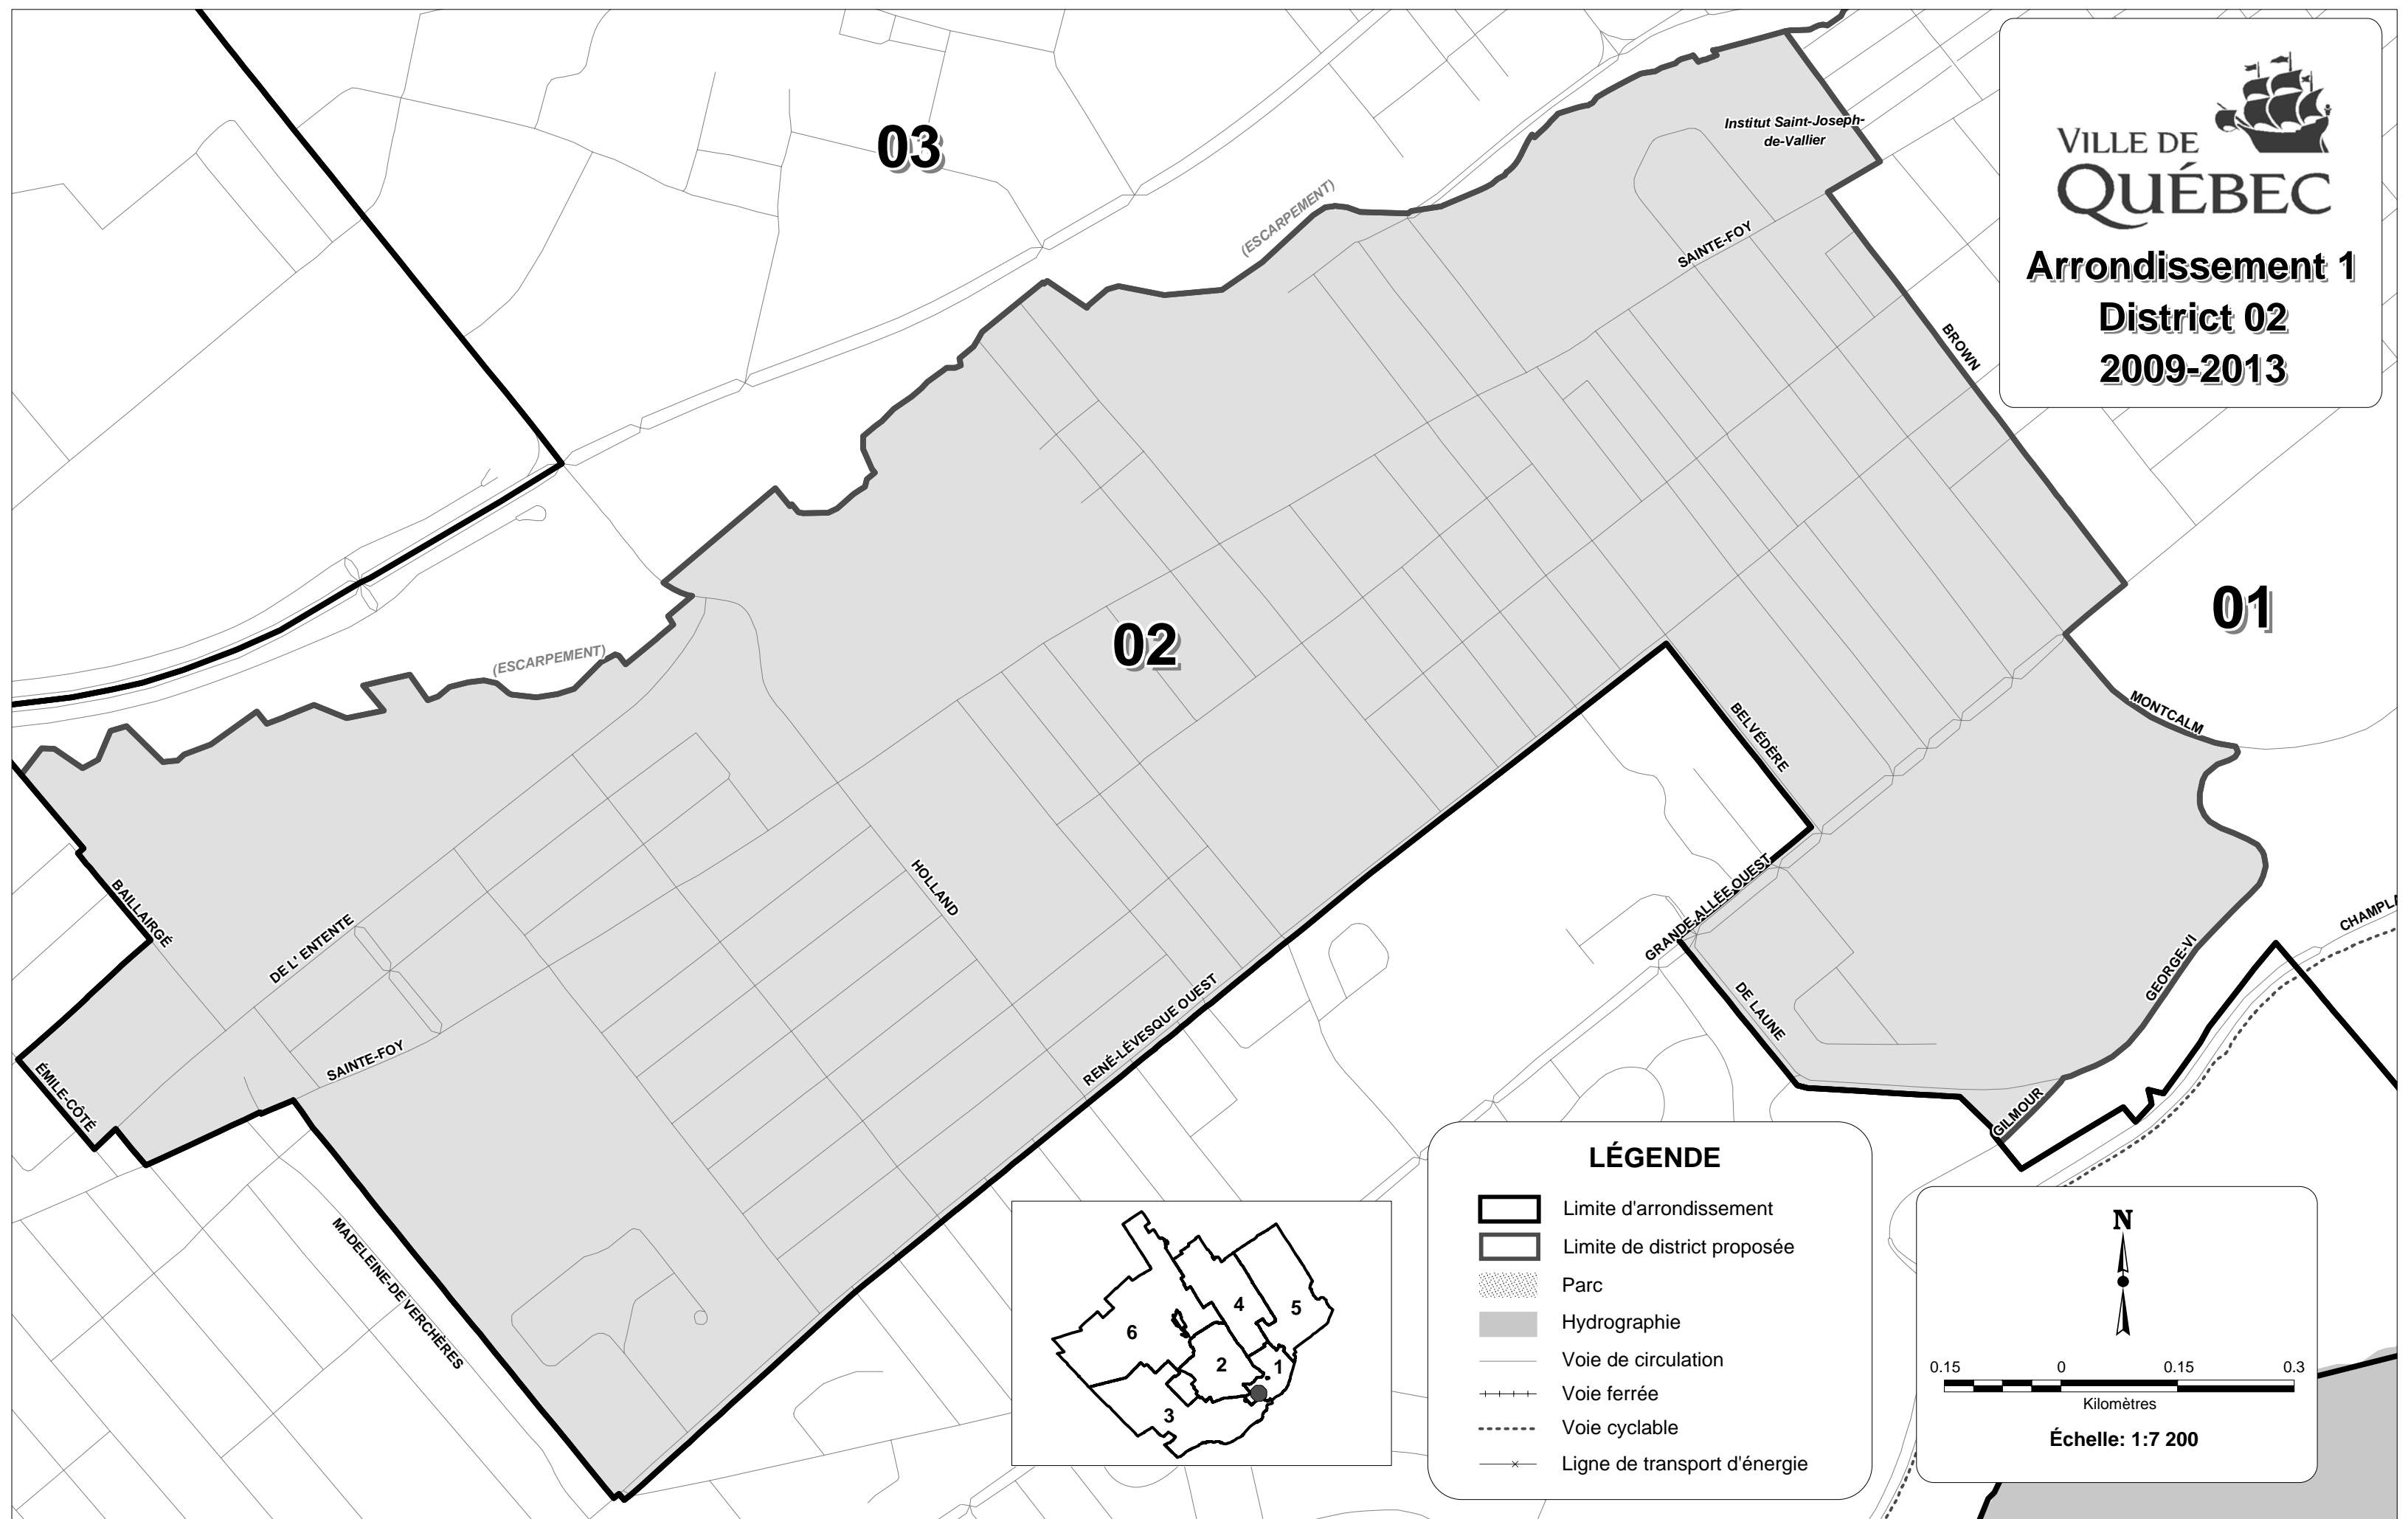 VILLE DE
QUÉBEC
Arrondissement 1
District 02
2009-2013
03
Institut Saint-Joseph-
de-Vallier
(ESCARPEMENT)
SAINTE-FOY
BROWN
01
02
(ESCARPEMENT)
MONTCALM
BELVÉDÈRE
HOLLAND
GRANDE ALLÉE OUEST
BAILLAIRGÉ
DE L' ENTENTE
CHAMPLA
GEORGE-VI
DE LAUNE
RENÉ-LÉVESQUE OUEST
SAINTE-FOY
ÉMILE-CÔTÉ
GILMOUR
MADELEINE-DE VERCHÈRES
LÉGENDE
Limite d'arrondissement
Limite de district proposée
Parc
Hydrographie
Voie de circulation
Voie ferrée
Voie cyclable
Ligne de transport d'énergie
4
5
6
2
1
3
N
0.15 0 0.15 0.3
Kilomètres
Échelle: 1:7 200